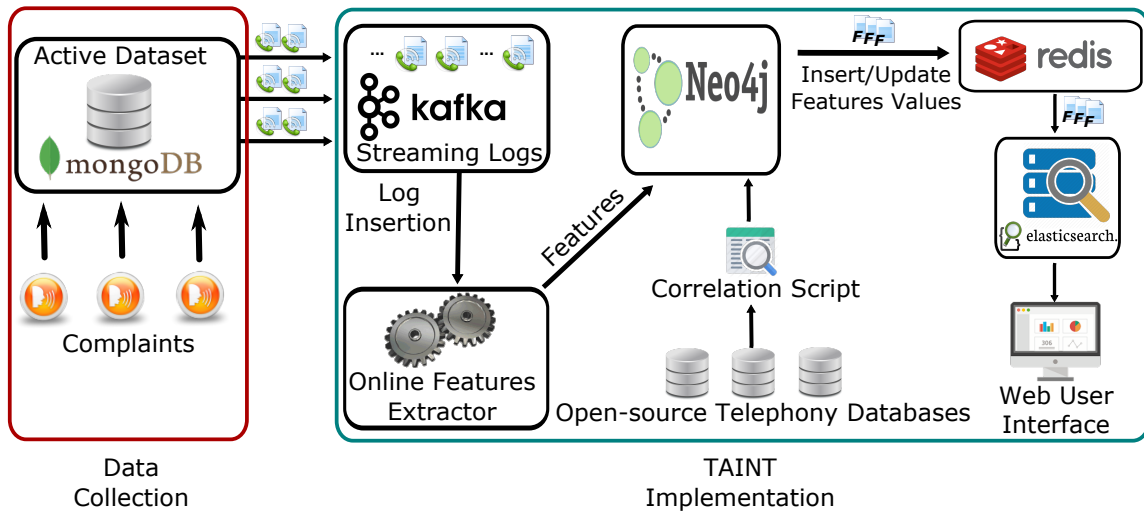 Active Dataset
mongoDB
Complaints
Data
Collection
... ...
kafka
Streaming Logs
Log
Insertion
Online Features
Extractor
Features
Neo4j
Correlation Script
Open-source Telephony Databases
FFF
Insert/Update
Features Values
redis
FFF
elasticsearch.
306
Web User
Interface
TAINT
Implementation